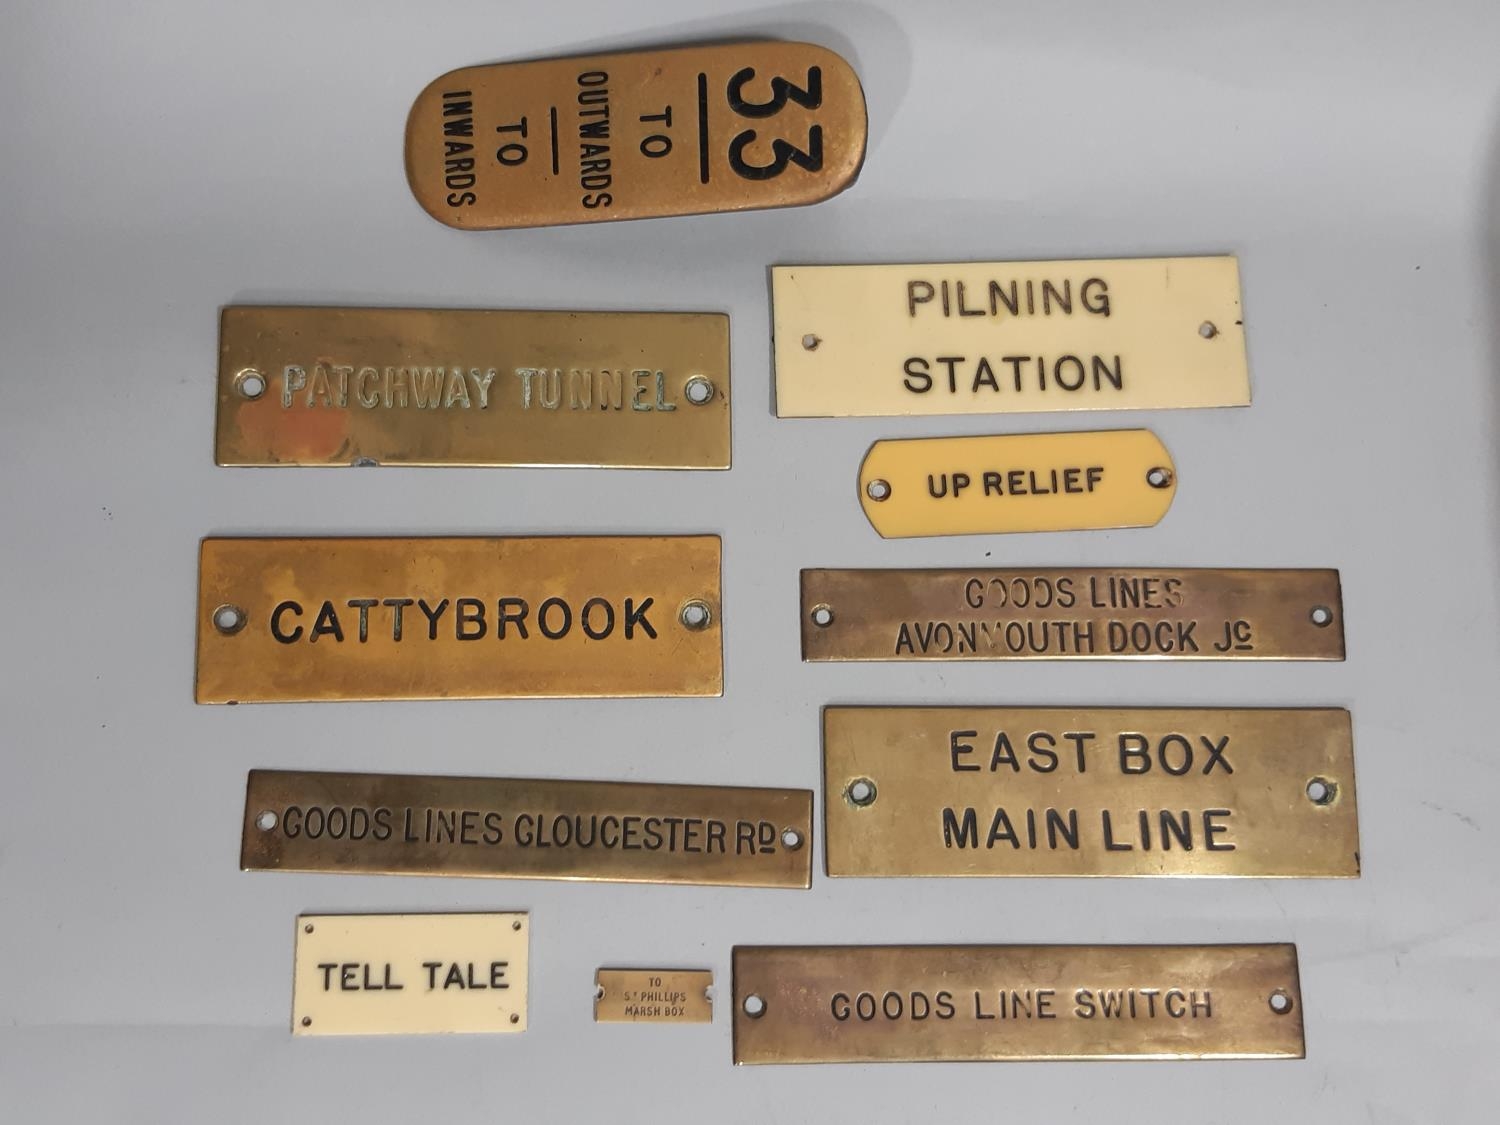 33
TO
OUTWARDS
TO
INWARDS
PILNING
STATION
PATCHWAY TUNNEL
UP RELIEF
CATTYBROOK
GOODS LINES
AVONMOUTH DOCK Jc
EAST BOX
MAIN LINE
GOODS LINES GLOUCESTER RD
TELL TALE
TO
St PHILLIPS
MARSH BOX
GOODS LINE SWITCH